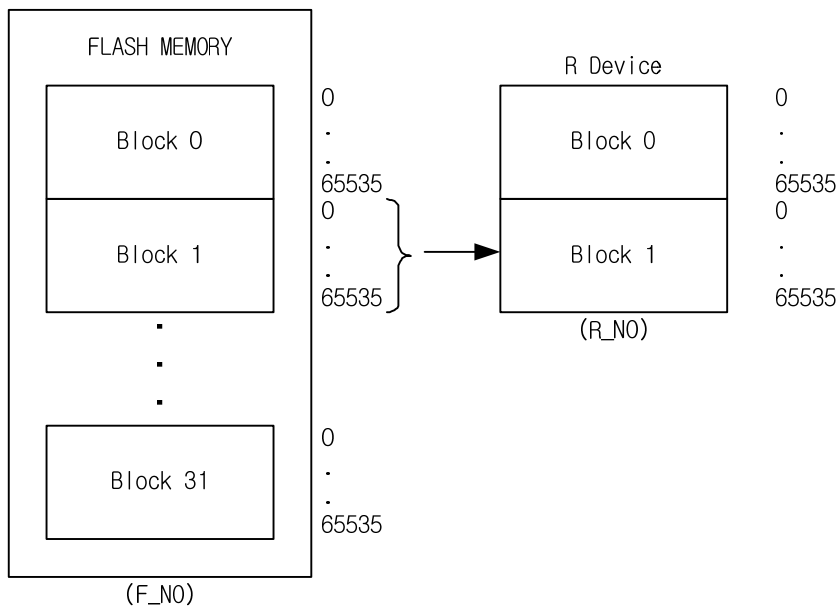 FLASH MEMORY
Block 0
0
.
.
65535
Block 1
0
.
.
65535
.
.
.
Block 31
0
.
.
65535
(F_NO)
R Device
Block 0
0
.
.
65535
Block 1
0
.
.
65535
(R_NO)